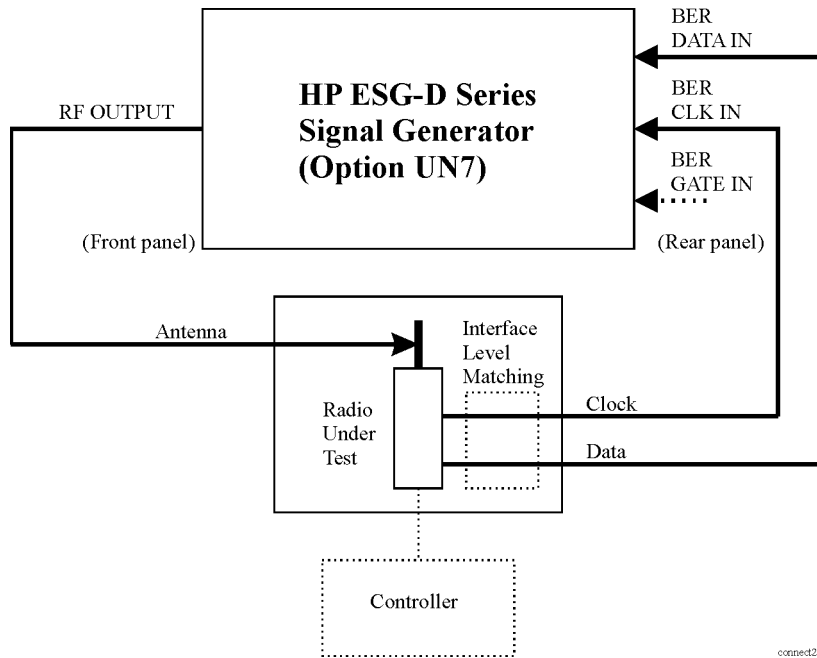 BER
DATA IN
HP ESG-D Series
Signal Generator
(Option UN7)
RF OUTPUT
BER
CLK IN
BER
GATE IN
(Front panel)
(Rear panel)
Antenna
Interface
Level
Matching
Radio
Under
Test
Clock
Data
Controller
connect2